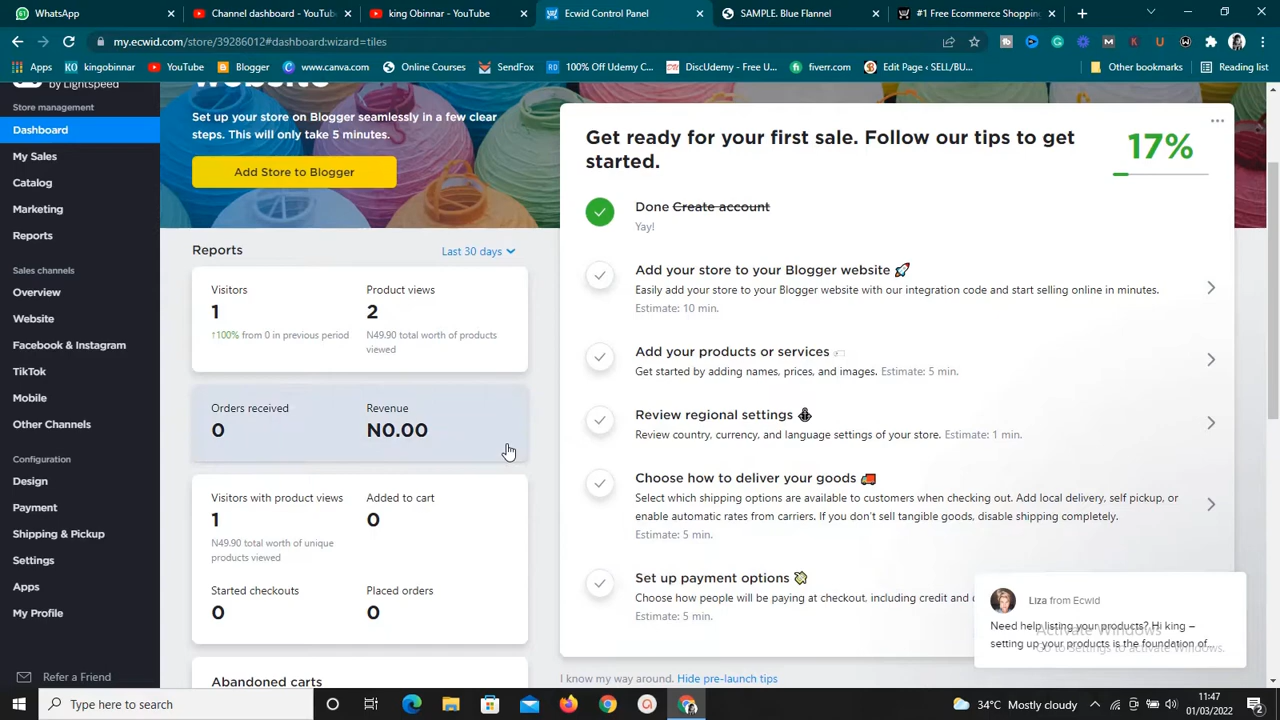 WhatsApp
Channel dashboard - YouTube
king Obinnar - YouTube
Ecwid Control Panel
SAMPLE. Blue Flannel
#1 Free Ecommerce Shopping
my.ecwid.com/store/39286012#dashboard:wizard=tiles
Apps
kingobinnar
YouTube
Blogger
www.canva.com
Online Courses
SendFox
100% Off Udemy C...
DiscUdemy - Free U...
fiverr.com
Edit Page ‹ SELL/BU...
Other bookmarks
Reading list
by Lightspeed
Store management
Dashboard
My Sales
Catalog
Marketing
Reports
Sales channels
Overview
Website
Facebook & Instagram
TikTok
Mobile
Other Channels
Configuration
Design
Payment
Shipping & Pickup
Settings
Apps
My Profile
Refer a Friend
website
Set up your store on Blogger seamlessly in a few clear
steps. This will only take 5 minutes.
Add Store to Blogger
Reports
Last 30 days
Visitors
1
↑100% from 0 in previous period
Product views
2
N49.90 total worth of products
viewed
Orders received
0
Revenue
N0.00
Visitors with product views
1
N49.90 total worth of unique
products viewed
Added to cart
0
Started checkouts
0
Placed orders
0
Abandoned carts
Get ready for your first sale. Follow our tips to get
started.
17%
Done Create account
Yay!
Add your store to your Blogger website 🚀
Easily add your store to your Blogger website with our integration code and start selling online in minutes.
Estimate: 10 min.
Add your products or services
Get started by adding names, prices, and images. Estimate: 5 min.
Review regional settings
Review country, currency, and language settings of your store. Estimate: 1 min.
Choose how to deliver your goods 🚚
Select which shipping options are available to customers when checking out. Add local delivery, self pickup, or
enable automatic rates from carriers. If you don't sell tangible goods, disable shipping completely.
Estimate: 5 min.
Set up payment options
Choose how people will be paying at checkout, including credit and
Estimate: 5 min.
I know my way around. Hide pre-launch tips
Liza from Ecwid
Need help listing your products? Hi king –
setting up your products is the foundation of...
Activate Windows
Go to Settings to activate Windows.
Type here to search
34°C Mostly cloudy
11:47
01/03/2022
2